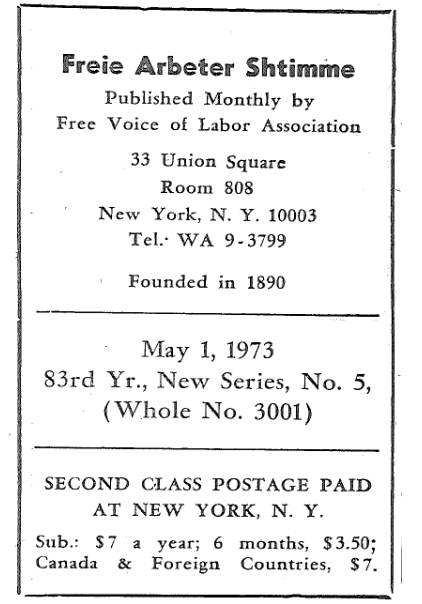 Freie Arbeter Shtimme
Published Monthly by
Free Voice of Labor Association
33 Union Square
Room 808
New York, N. Y. 10003
Tel.· WA 9-3799
Founded in 1890
May 1, 1973
83rd Yr., New Series, No. 5,
(Whole No. 3001)
SECOND CLASS POSTAGE PAID
AT NEW YORK, N. Y.
Sub.: $7 a year; 6 months, $3.50;
Canada & Foreign Countries, $7.